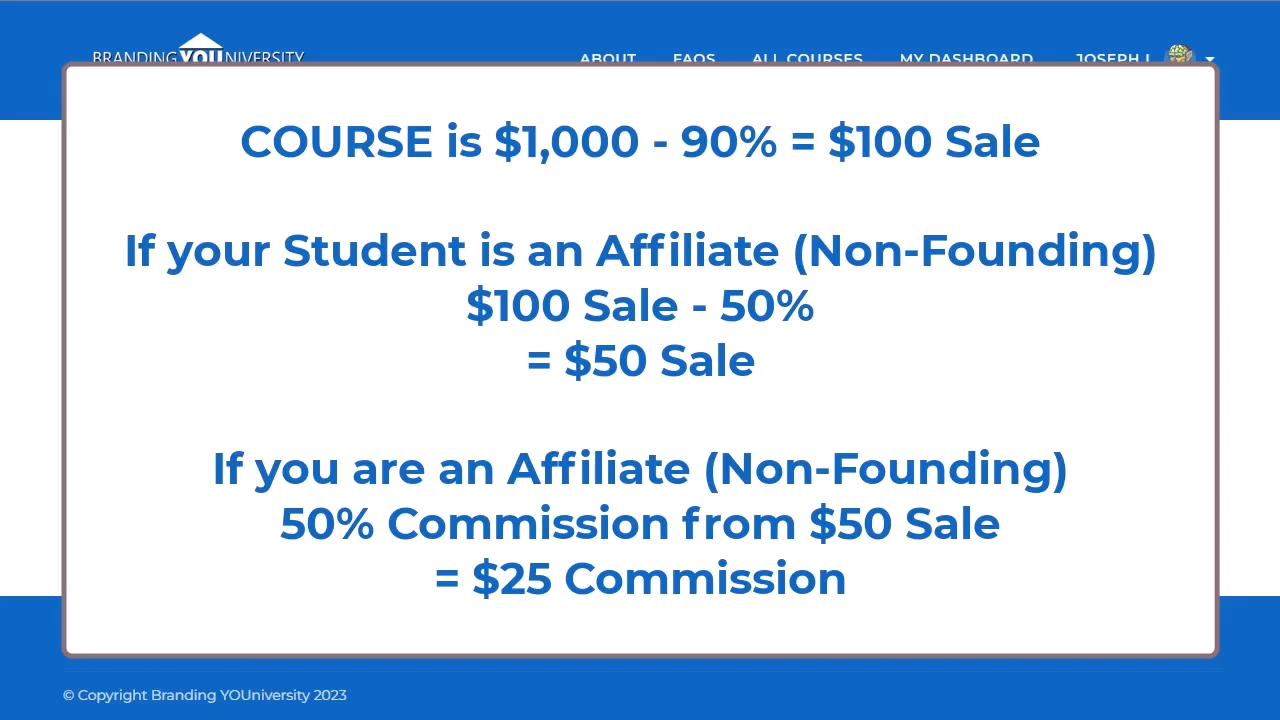 BRANDING YOUNIVERSITY
ABOUT FAQS ALL COURSES MY DASHBOARD JOSEPH I.
COURSE is $1,000 - 90% = $100 Sale
If your Student is an Affiliate (Non-Founding)
$100 Sale - 50%
= $50 Sale
If you are an Affiliate (Non-Founding)
50% Commission from $50 Sale
= $25 Commission
© Copyright Branding YOUniversity 2023